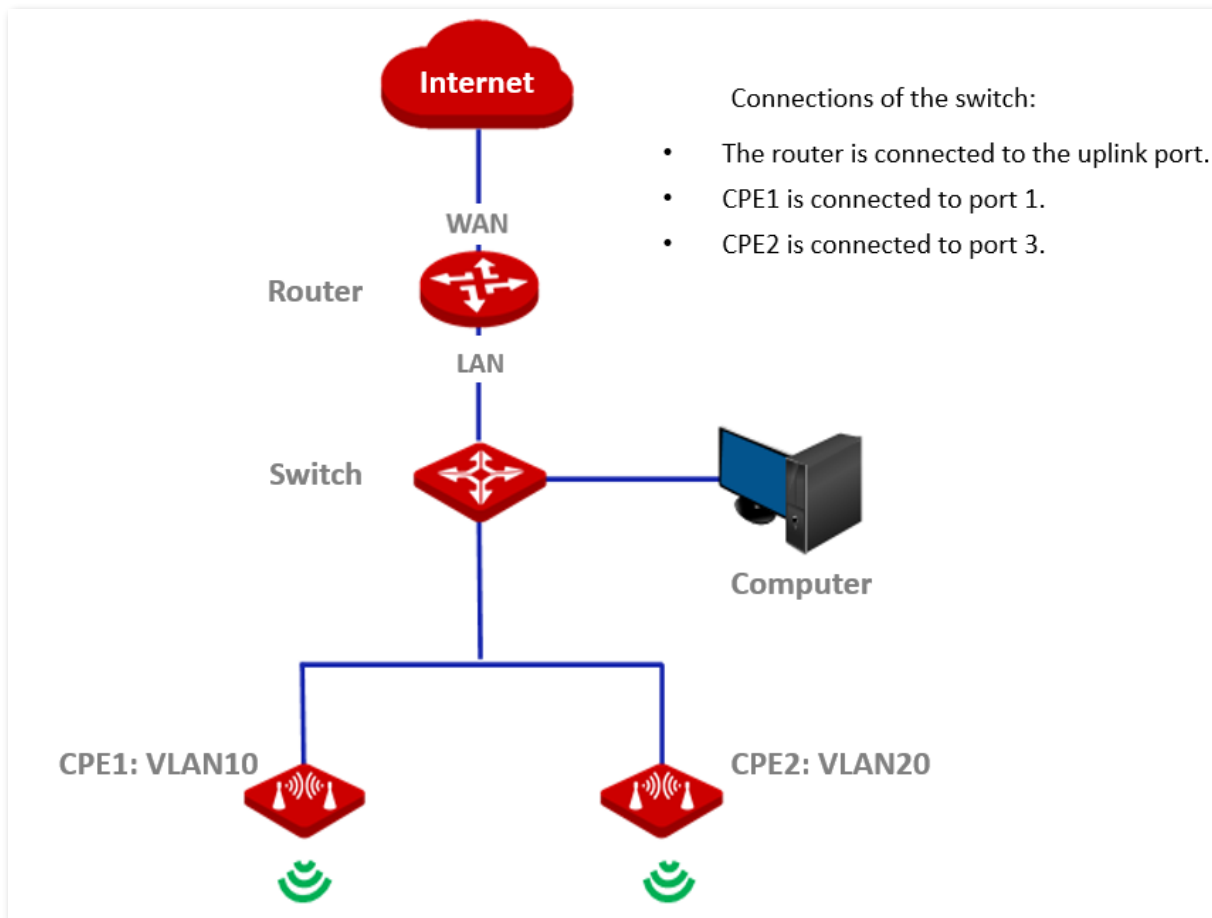 Internet
Connections of the switch:
• The router is connected to the uplink port.
• CPE1 is connected to port 1.
• CPE2 is connected to port 3.
WAN
Router
LAN
Switch
Computer
CPE1: VLAN10
CPE2: VLAN20